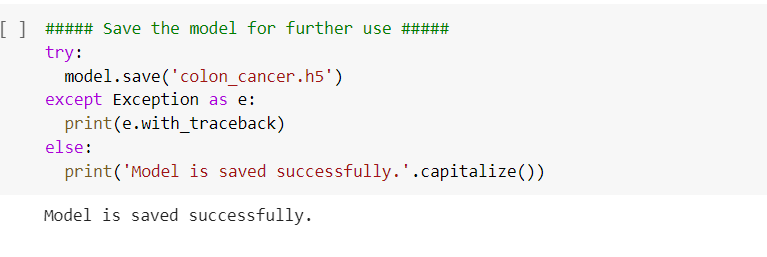 [ ] ##### Save the model for further use #####
try:
  model.save('colon_cancer.h5')
except Exception as e:
  print(e.with_traceback)
else:
  print('Model is saved successfully.'.capitalize())
Model is saved successfully.